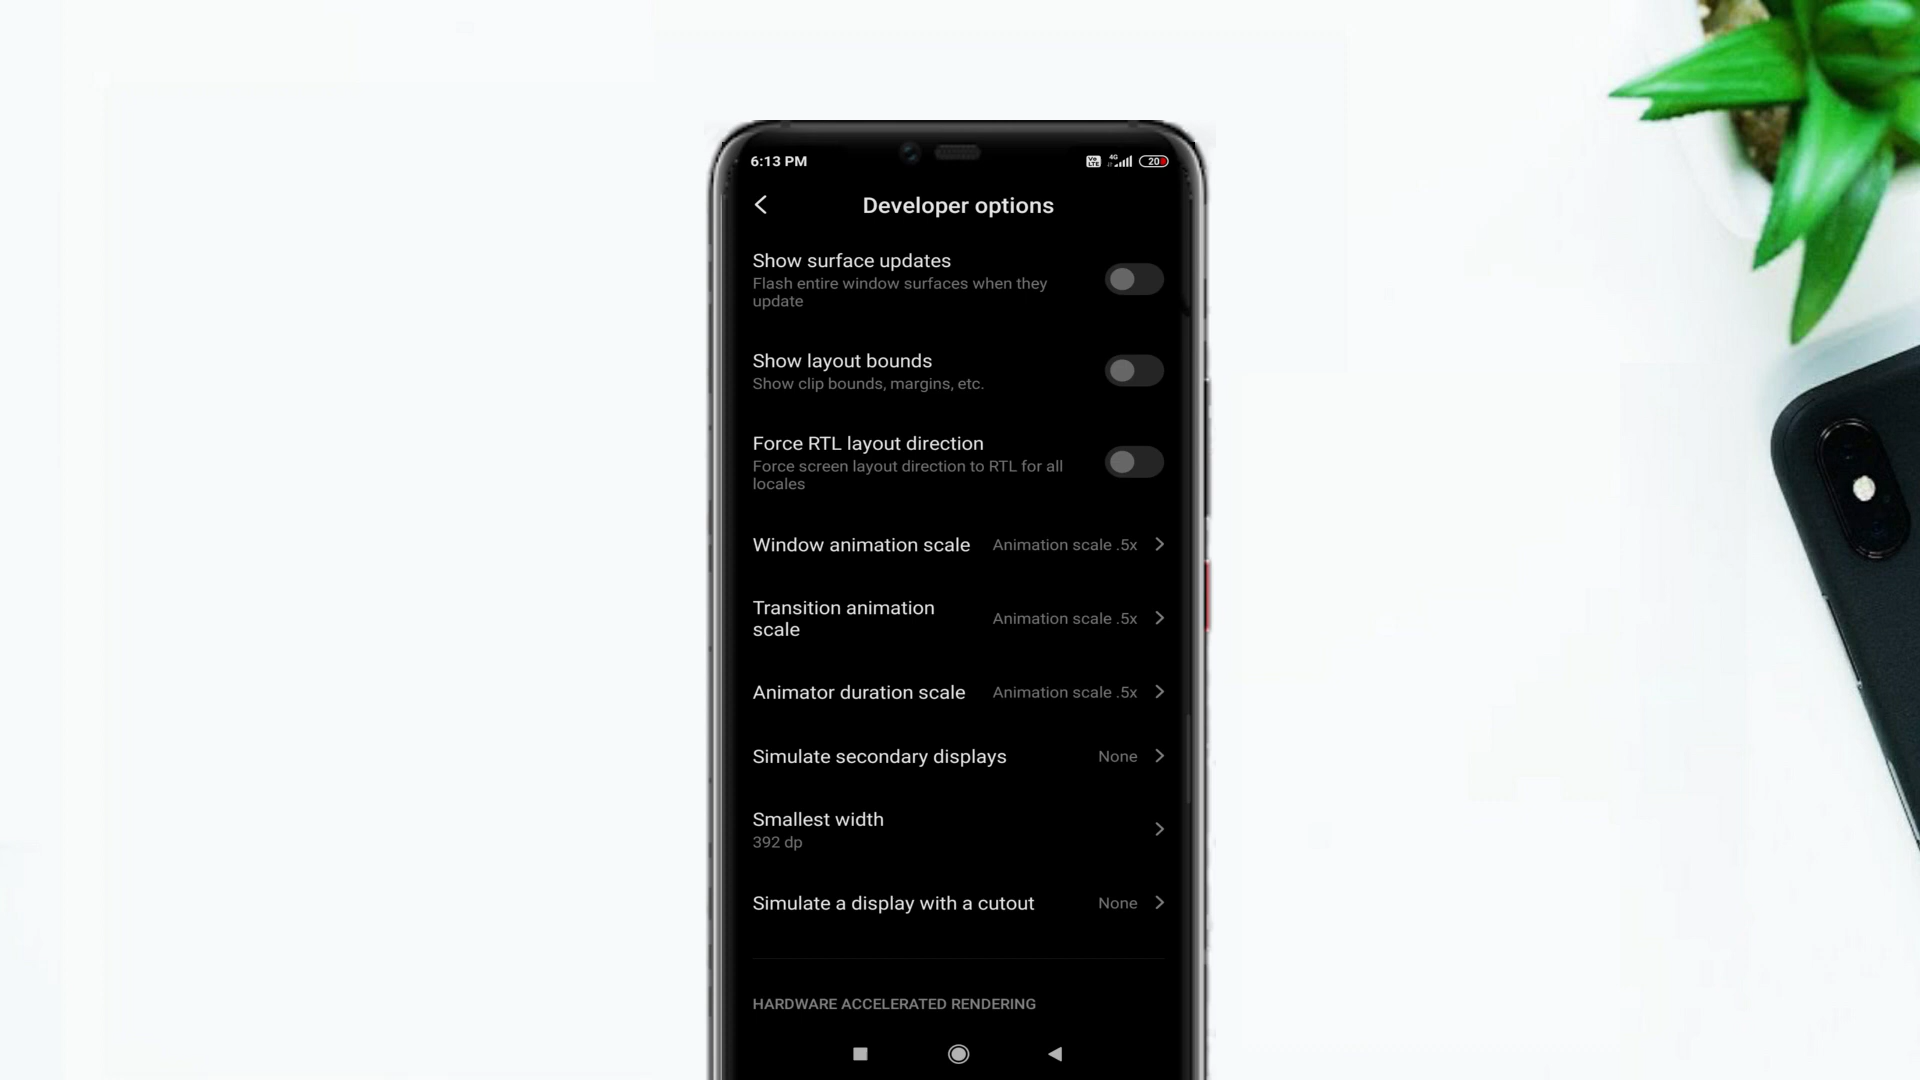 6:13 PM
Vo LTE 4G 20
Developer options
Show surface updates
Flash entire window surfaces when they
update
Show layout bounds
Show clip bounds, margins, etc.
Force RTL layout direction
Force screen layout direction to RTL for all
locales
Window animation scale Animation scale .5x
Transition animation
scale
Animation scale .5x
Animator duration scale Animation scale .5x
Simulate secondary displays None
Smallest width
392 dp
Simulate a display with a cutout None
HARDWARE ACCELERATED RENDERING